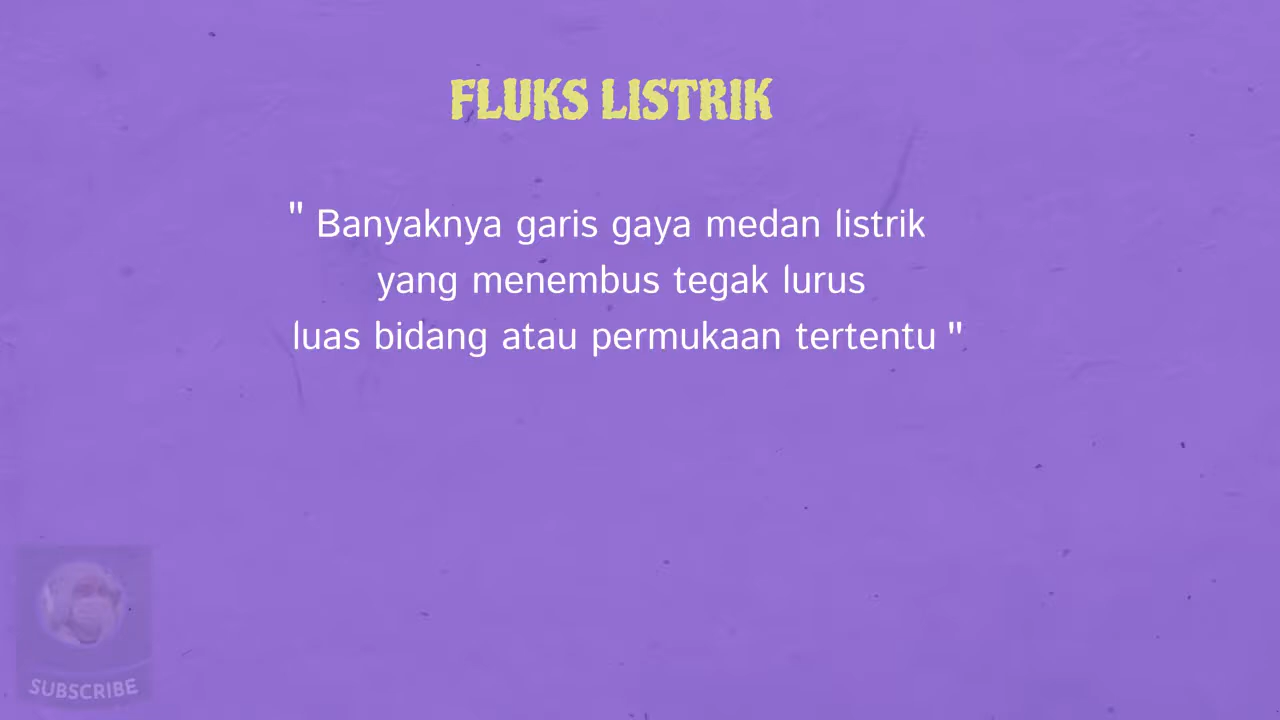 FLUKS LISTRIK
" Banyaknya garis gaya medan listrik
yang menembus tegak lurus
luas bidang atau permukaan tertentu "
SUBSCRIBE